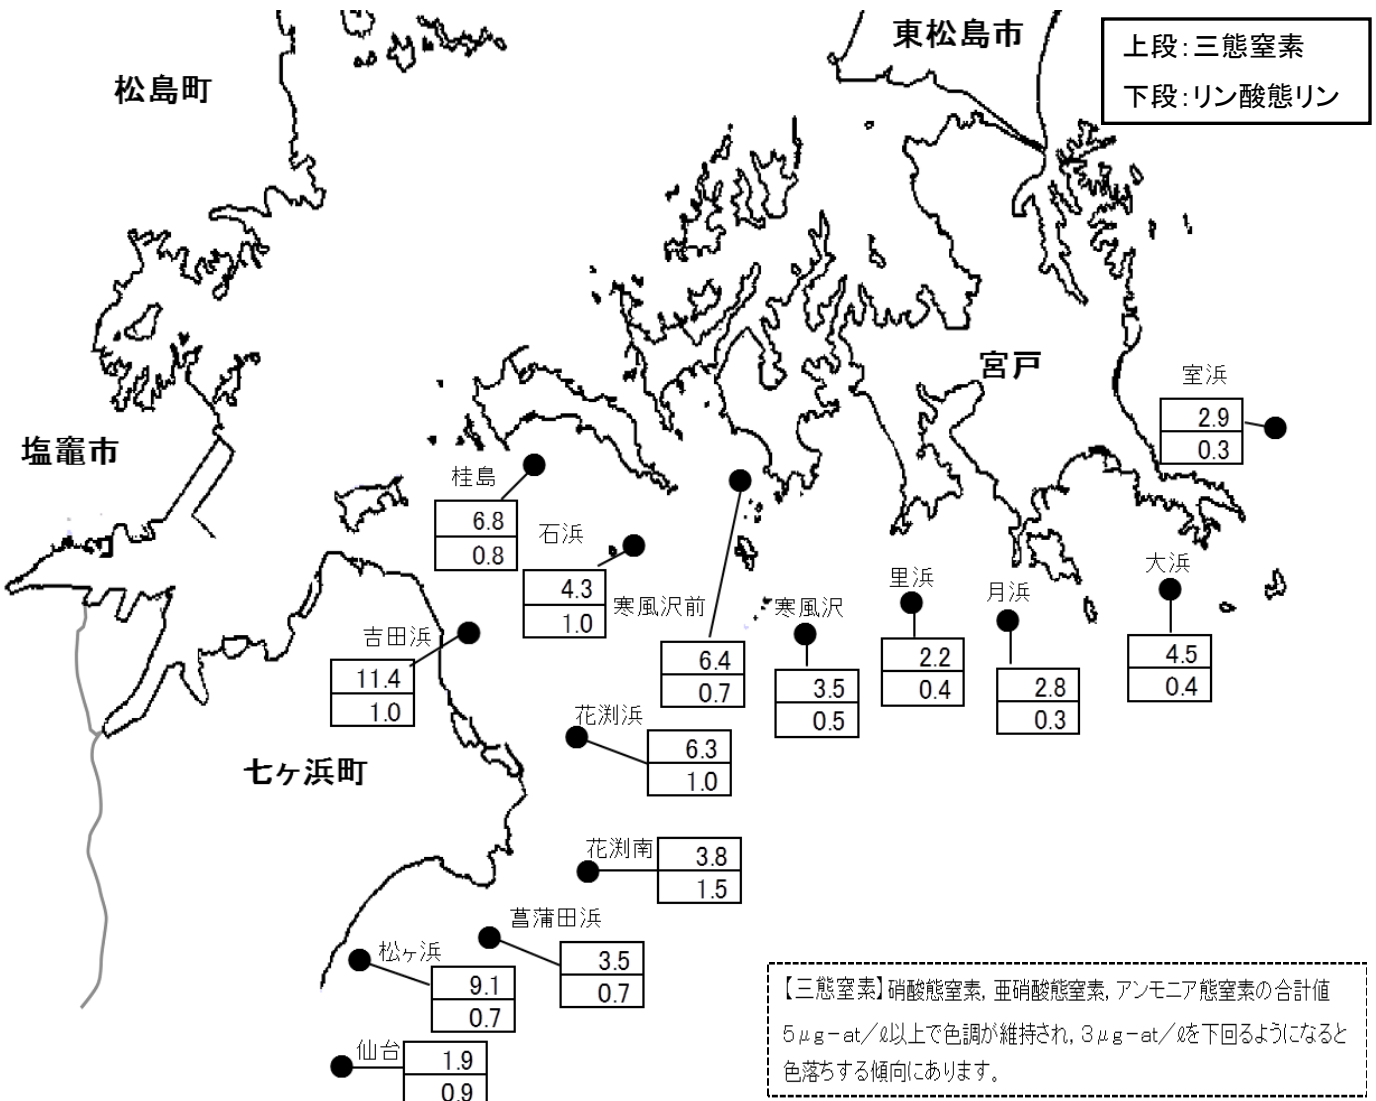 東松島市
上段：三態窒素
下段：リン酸態リン
松島町
宮戸
室浜
2.9
0.3
塩竈市
桂島
6.8
0.8
石浜
4.3
1.0
寒風沢前
6.4
0.7
寒風沢
3.5
0.5
里浜
2.2
0.4
月浜
2.8
0.3
大浜
4.5
0.4
吉田浜
11.4
1.0
花渕浜
6.3
1.0
七ヶ浜町
花渕南
3.8
1.5
菖蒲田浜
3.5
0.7
松ヶ浜
9.1
0.7
仙台
1.9
0.9
【三態窒素】硝酸態窒素，亜硝酸態窒素，アンモニア態窒素の合計値
5μg－at／ℓ以上で色調が維持され，3μg－at／ℓを下回るようになると
色落ちする傾向にあります。